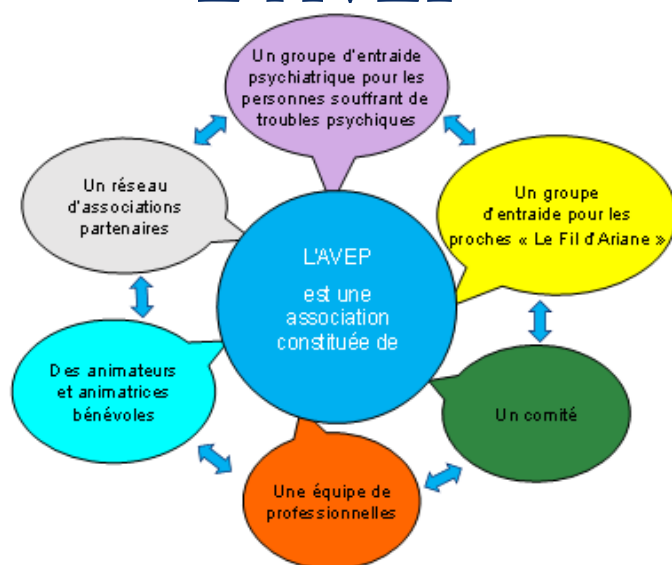 Un groupe d'entraide
psychiatrique pour les
personnes souffrant de
troubles psychiques
Un réseau
d'associations
partenaires
Un groupe
d'entraide pour les
proches « Le Fil d'Ariane »
L'AVEP
est une
association
constituée de
Des animateurs
et animatrices
bénévoles
Un comité
Une équipe de
professionnelles